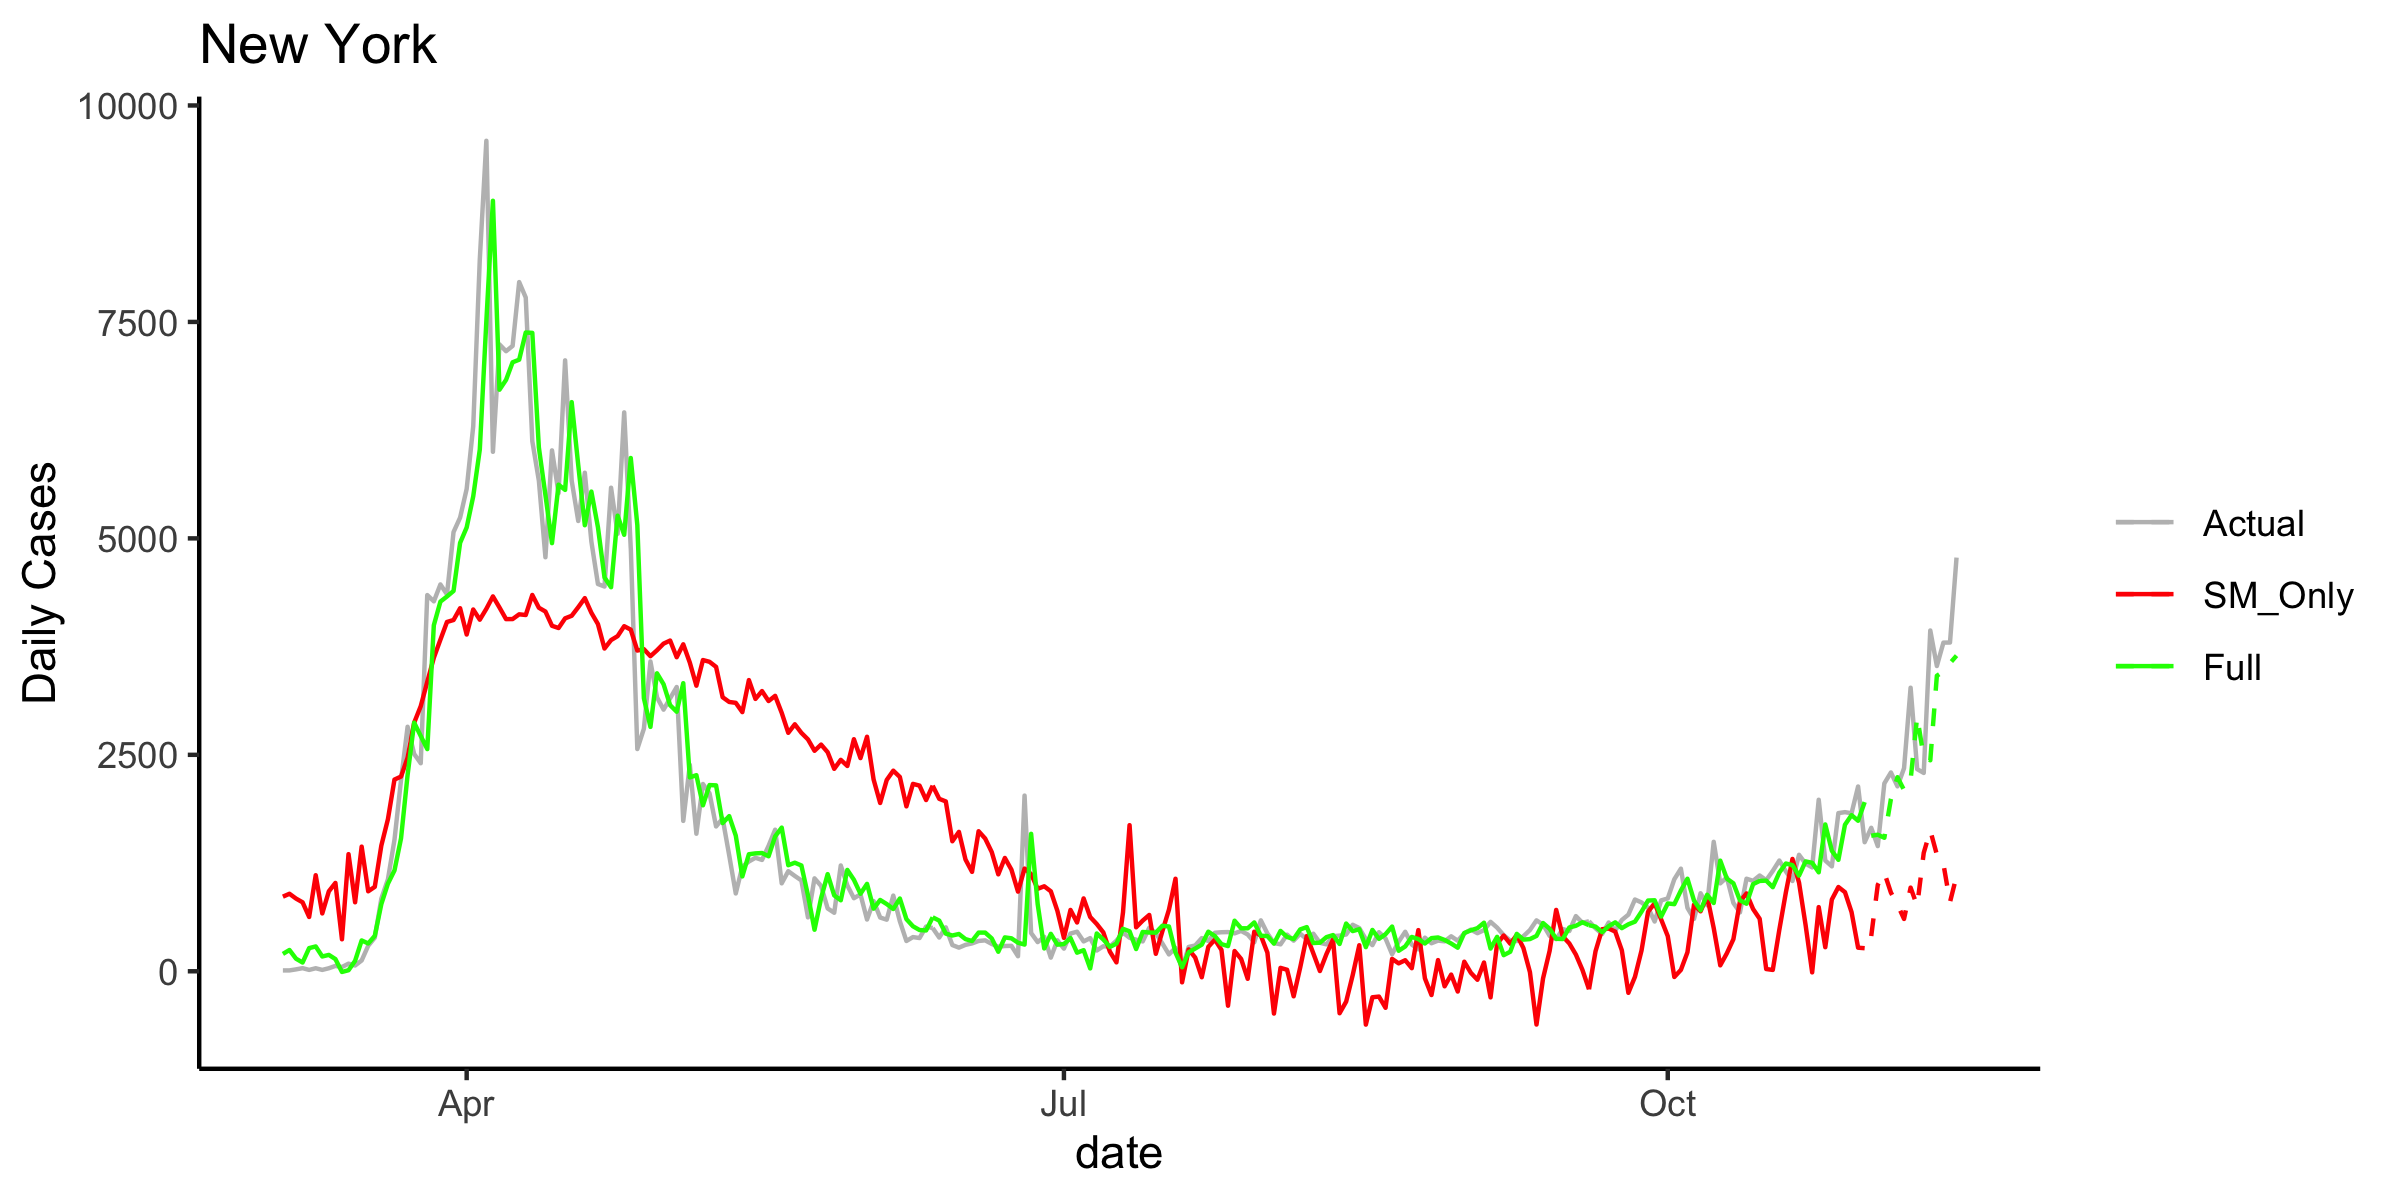 New York
10000
7500
5000
2500
0
Daily Cases
Apr
Jul
Oct
date
Actual
SM_Only
Full